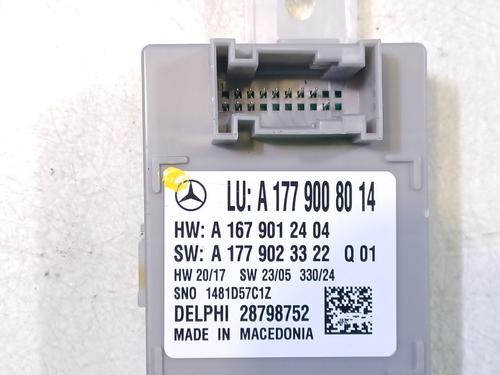 LU: A 177 900 80 14
HW: A 167 901 24 04
SW: A 177 902 33 22 Q 01
HW 20/17 SW 23/05 330/24
SNO 1481D57C1Z
DELPHI 28798752
MADE IN MACEDONIA